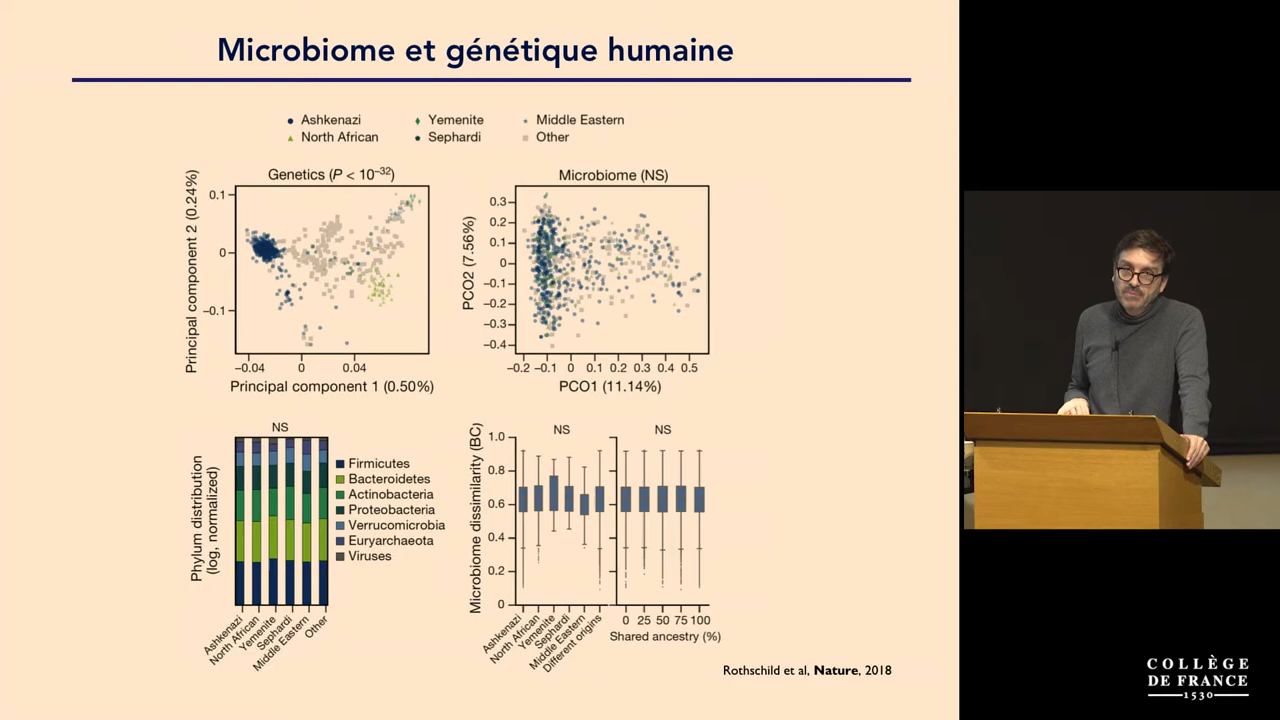 Microbiome et génétique humaine
Ashkenazi
Yemenite
Middle Eastern
North African
Sephardi
Other
Genetics (P < 10⁻³²)
Principal component 2 (0.24%)
0.1
0
−0.1
−0.04
0
0.04
Principal component 1 (0.50%)
Microbiome (NS)
PCO2 (7.56%)
0.3
0.2
0.1
0
−0.1
−0.2
−0.3
−0.4
−0.2
−0.1
0
0.1
0.2
0.3
0.4
0.5
PCO1 (11.14%)
NS
Phylum distribution
(log, normalized)
Firmicutes
Bacteroidetes
Actinobacteria
Proteobacteria
Verrucomicrobia
Euryarchaeota
Viruses
Ashkenazi
North African
Yemenite
Sephardi
Middle Eastern
Other
NS
NS
Microbiome dissimilarity (BC)
1.0
0.8
0.6
0.4
0.2
0
Ashkenazi
North African
Yemenite
Sephardi
Middle Eastern
Different origins
0
25
50
75
100
Shared ancestry (%)
Rothschild et al, Nature, 2018
COLLÈGE
DE FRANCE
1530